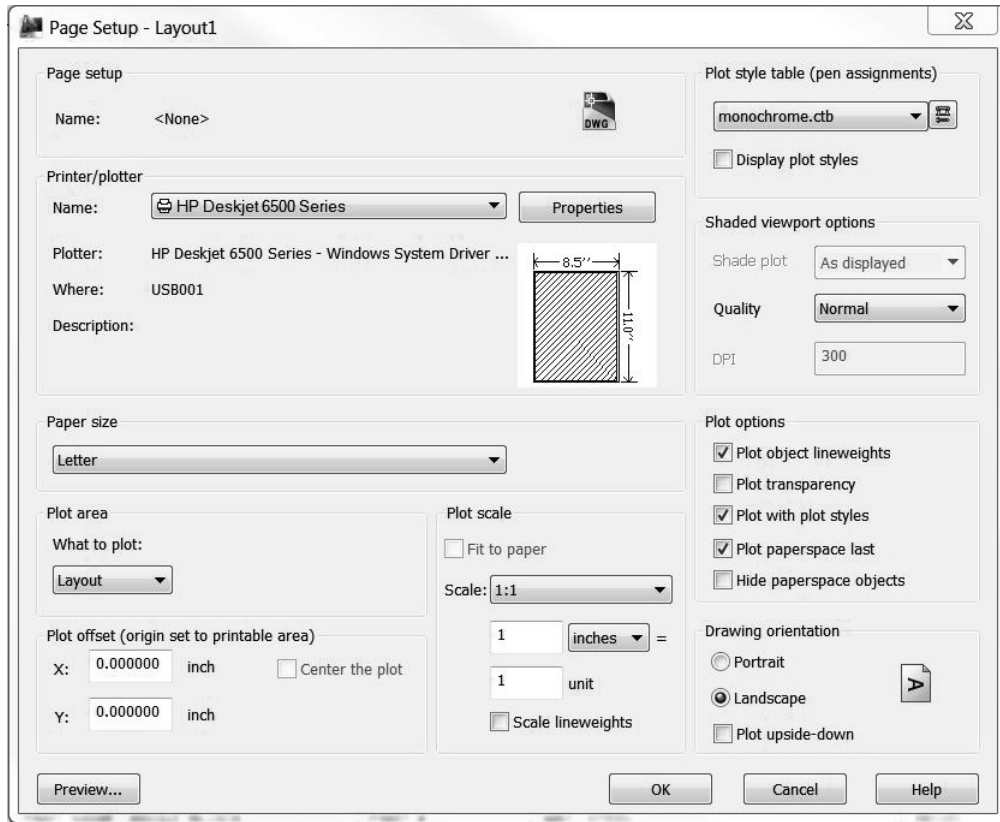 Page Setup - Layout1
Page setup
Name: <None>
DWG
Printer/plotter
Name: HP Deskjet 6500 Series Properties
Plotter: HP Deskjet 6500 Series - Windows System Driver ...
Where: USB001
Description:
8.5''
11.0''
Paper size
Letter
Plot area
What to plot:
Layout
Plot offset (origin set to printable area)
X: 0.000000 inch Center the plot
Y: 0.000000 inch
Plot scale
Fit to paper
Scale: 1:1
1 inches =
1 unit
Scale lineweights
Plot style table (pen assignments)
monochrome.ctb
Display plot styles
Shaded viewport options
Shade plot As displayed
Quality Normal
DPI 300
Plot options
Plot object lineweights
Plot transparency
Plot with plot styles
Plot paperspace last
Hide paperspace objects
Drawing orientation
Portrait
A
Landscape
Plot upside-down
Preview... OK Cancel Help